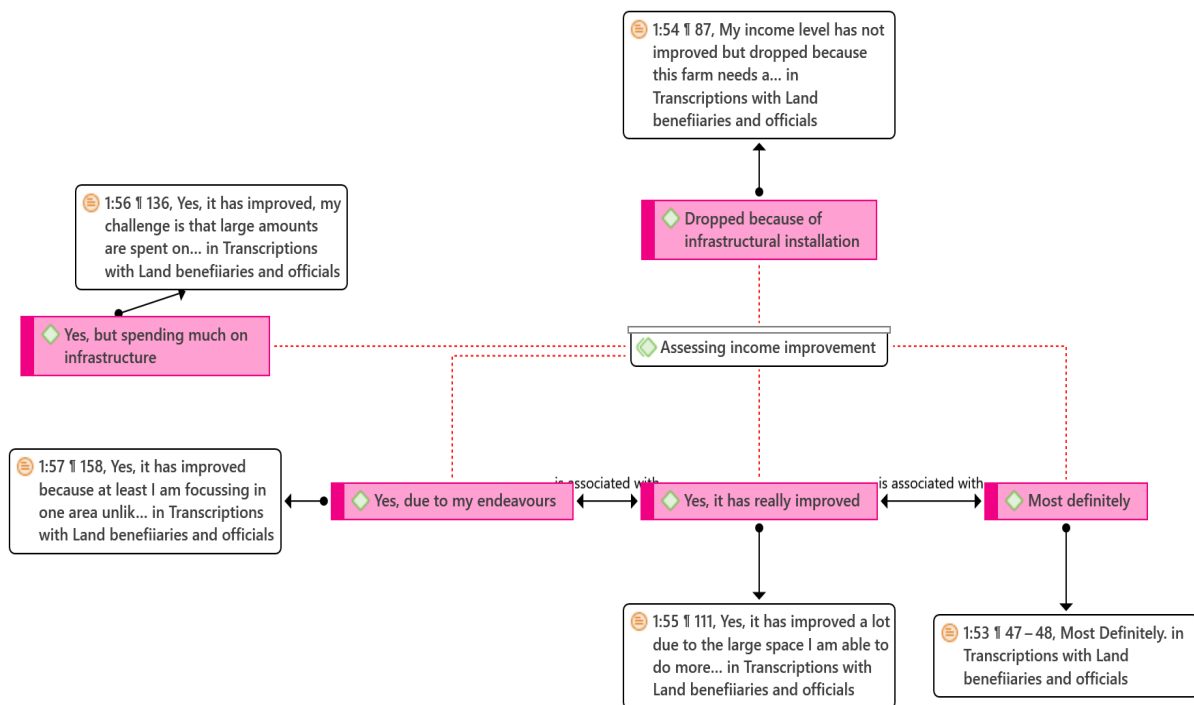 1:54 ¶ 87, My income level has not
improved but dropped because
this farm needs a... in
Transcriptions with Land
benefiiaries and officials
1:56 ¶ 136, Yes, it has improved, my
challenge is that large amounts
are spent on... in Transcriptions
with Land benefiiaries and officials
Dropped because of
infrastructural installation
Yes, but spending much on
infrastructure
Assessing income improvement
1:57 ¶ 158, Yes, it has improved
because at least I am focussing in
one area unlik... in Transcriptions
with Land benefiiaries and officials
Yes, due to my endeavours
is associated with
Yes, it has really improved
is associated with
Most definitely
1:55 ¶ 111, Yes, it has improved a lot
due to the large space I am able to
do more... in Transcriptions with
Land benefiiaries and officials
1:53 ¶ 47 – 48, Most Definitely. in
Transcriptions with Land
benefiiaries and officials